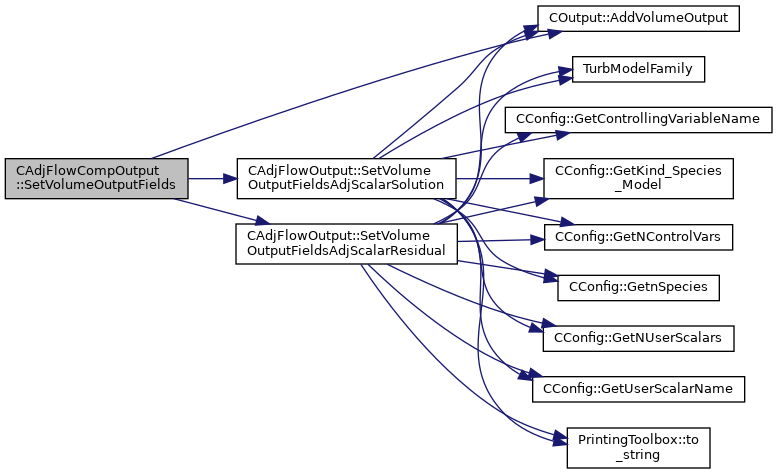 CAdjFlowCompOutput
::SetVolumeOutputFields
CAdjFlowOutput::SetVolume
OutputFieldsAdjScalarSolution
CAdjFlowOutput::SetVolume
OutputFieldsAdjScalarResidual
COutput::AddVolumeOutput
TurbModelFamily
CConfig::GetControllingVariableName
CConfig::GetKind_Species
_Model
CConfig::GetNControlVars
CConfig::GetnSpecies
CConfig::GetNUserScalars
CConfig::GetUserScalarName
PrintingToolbox::to
_string